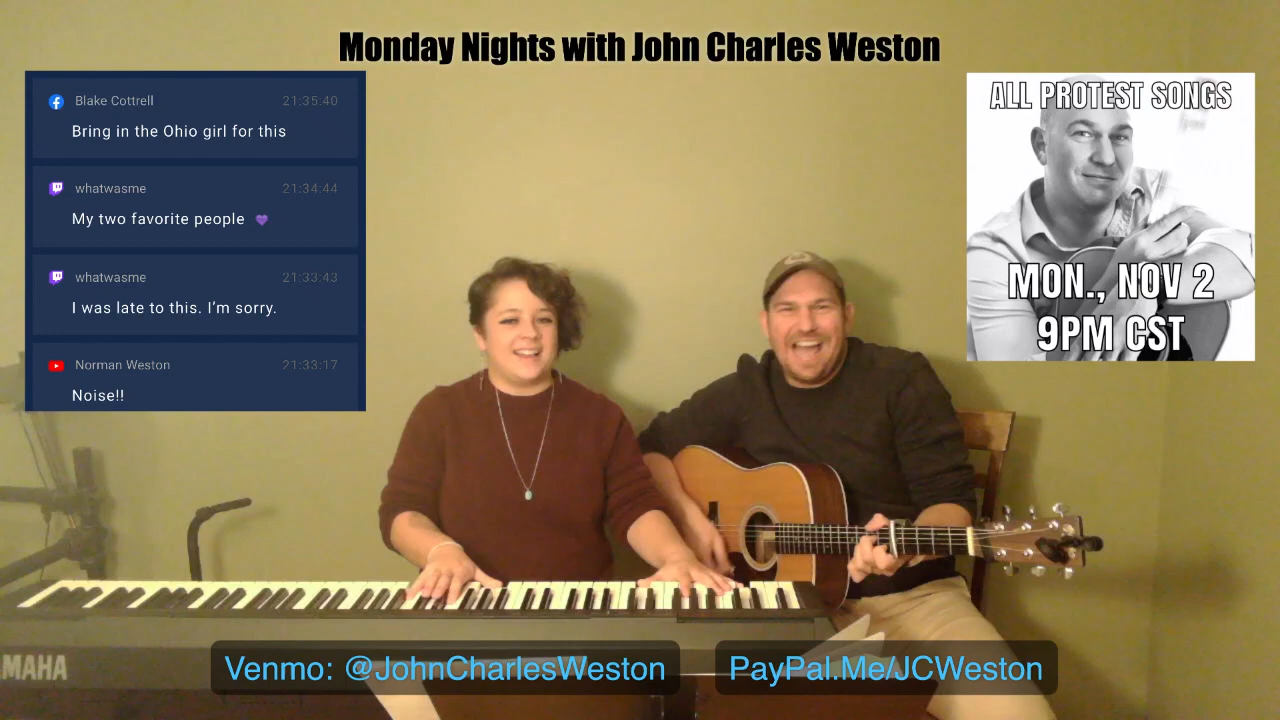 Monday Nights with John Charles Weston
Blake Cottrell 21:35:40
Bring in the Ohio girl for this
whatwasme 21:34:44
My two favorite people 💜
whatwasme 21:33:43
I was late to this. I'm sorry.
Norman Weston 21:33:17
Noise!!
ALL PROTEST SONGS
MON., NOV 2
9PM CST
MAHA
Venmo: @JohnCharlesWeston
PayPal.Me/JCWeston